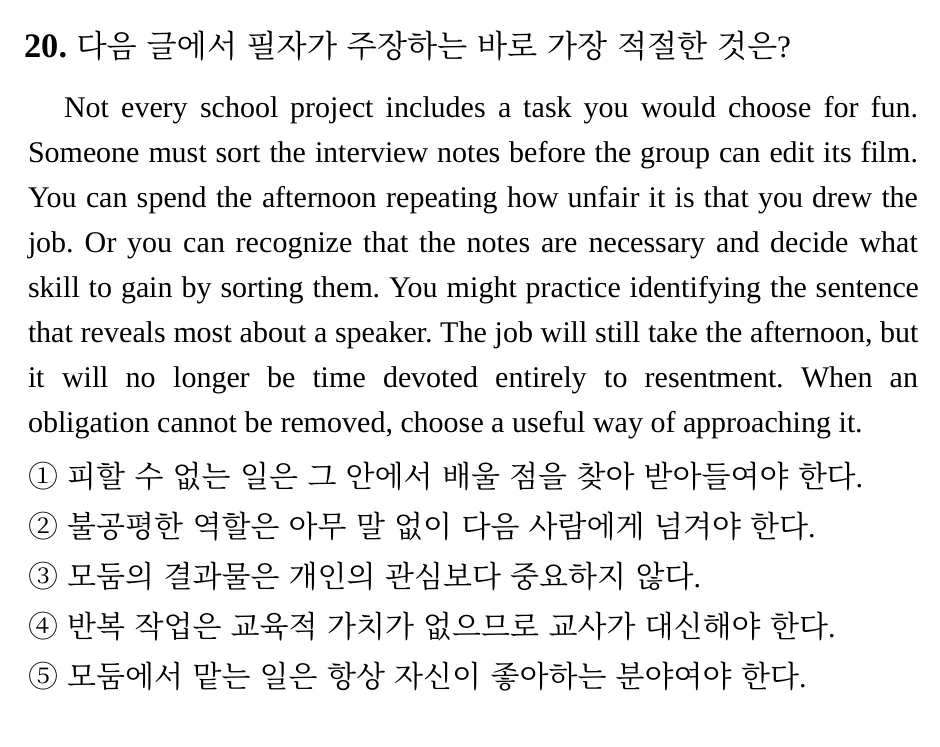 20. 다음 글에서 필자가 주장하는 바로 가장 적절한 것은?
Not every school project includes a task you would choose for fun.
Someone must sort the interview notes before the group can edit its film.
You can spend the afternoon repeating how unfair it is that you drew the
job. Or you can recognize that the notes are necessary and decide what
skill to gain by sorting them. You might practice identifying the sentence
that reveals most about a speaker. The job will still take the afternoon, but
it will no longer be time devoted entirely to resentment. When an
obligation cannot be removed, choose a useful way of approaching it.
① 피할 수 없는 일은 그 안에서 배울 점을 찾아 받아들여야 한다.
② 불공평한 역할은 아무 말 없이 다음 사람에게 넘겨야 한다.
③ 모둠의 결과물은 개인의 관심보다 중요하지 않다.
④ 반복 작업은 교육적 가치가 없으므로 교사가 대신해야 한다.
⑤ 모둠에서 맡는 일은 항상 자신이 좋아하는 분야여야 한다.